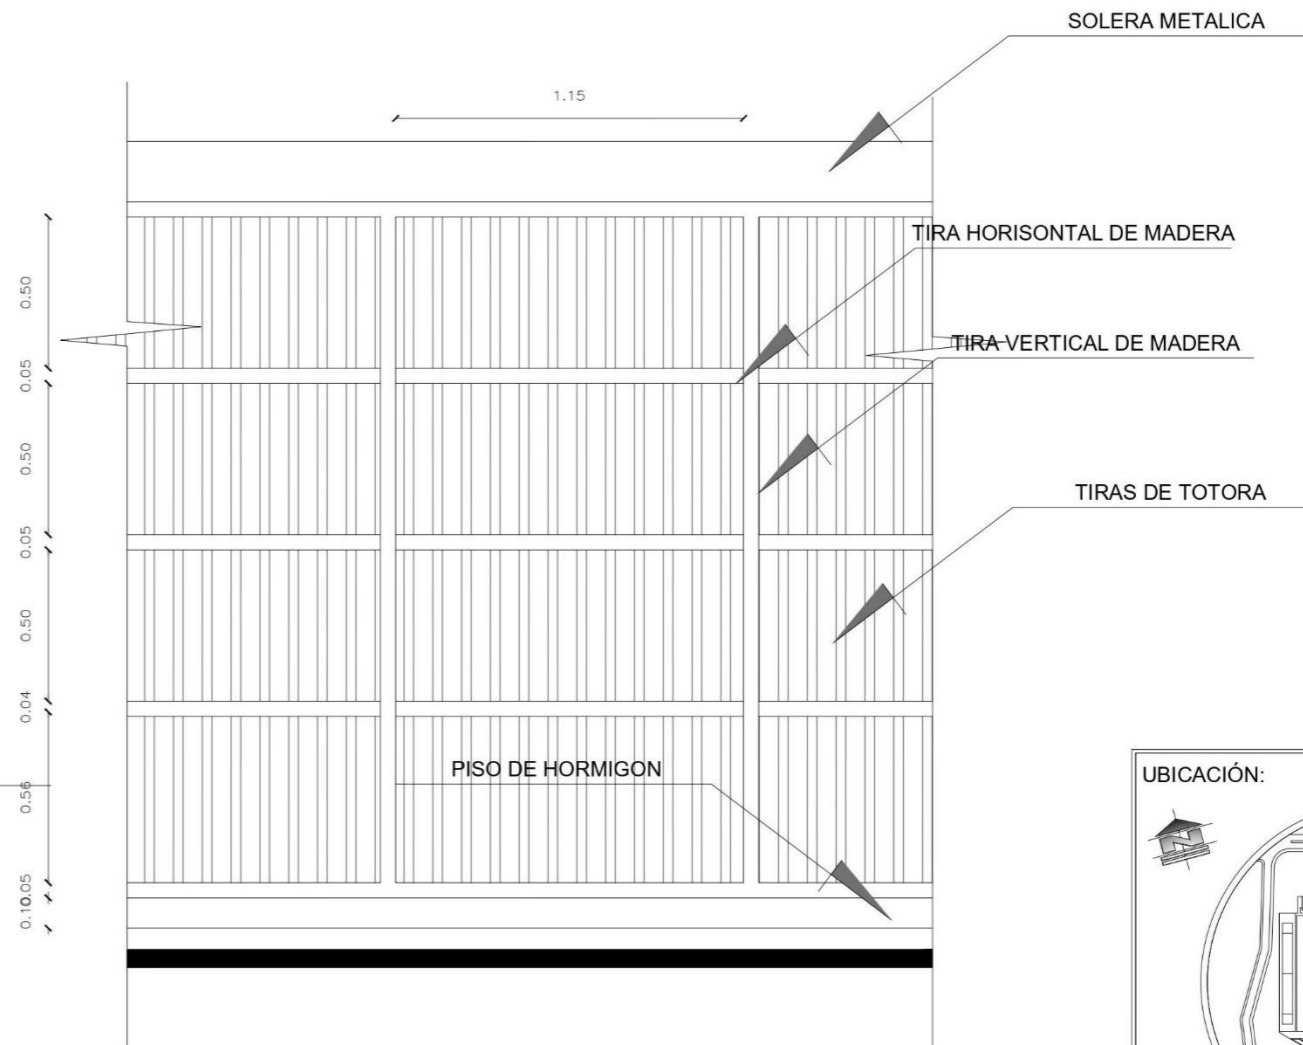 SOLERA METALICA
1.15
TIRA HORISONTAL DE MADERA
0.50
TIRA VERTICAL DE MADERA
0.05
0.50
TIRAS DE TOTORA
0.05
0.50
0.04
PISO DE HORMIGON
UBICACIÓN:
0.56
N
0.05
0.10